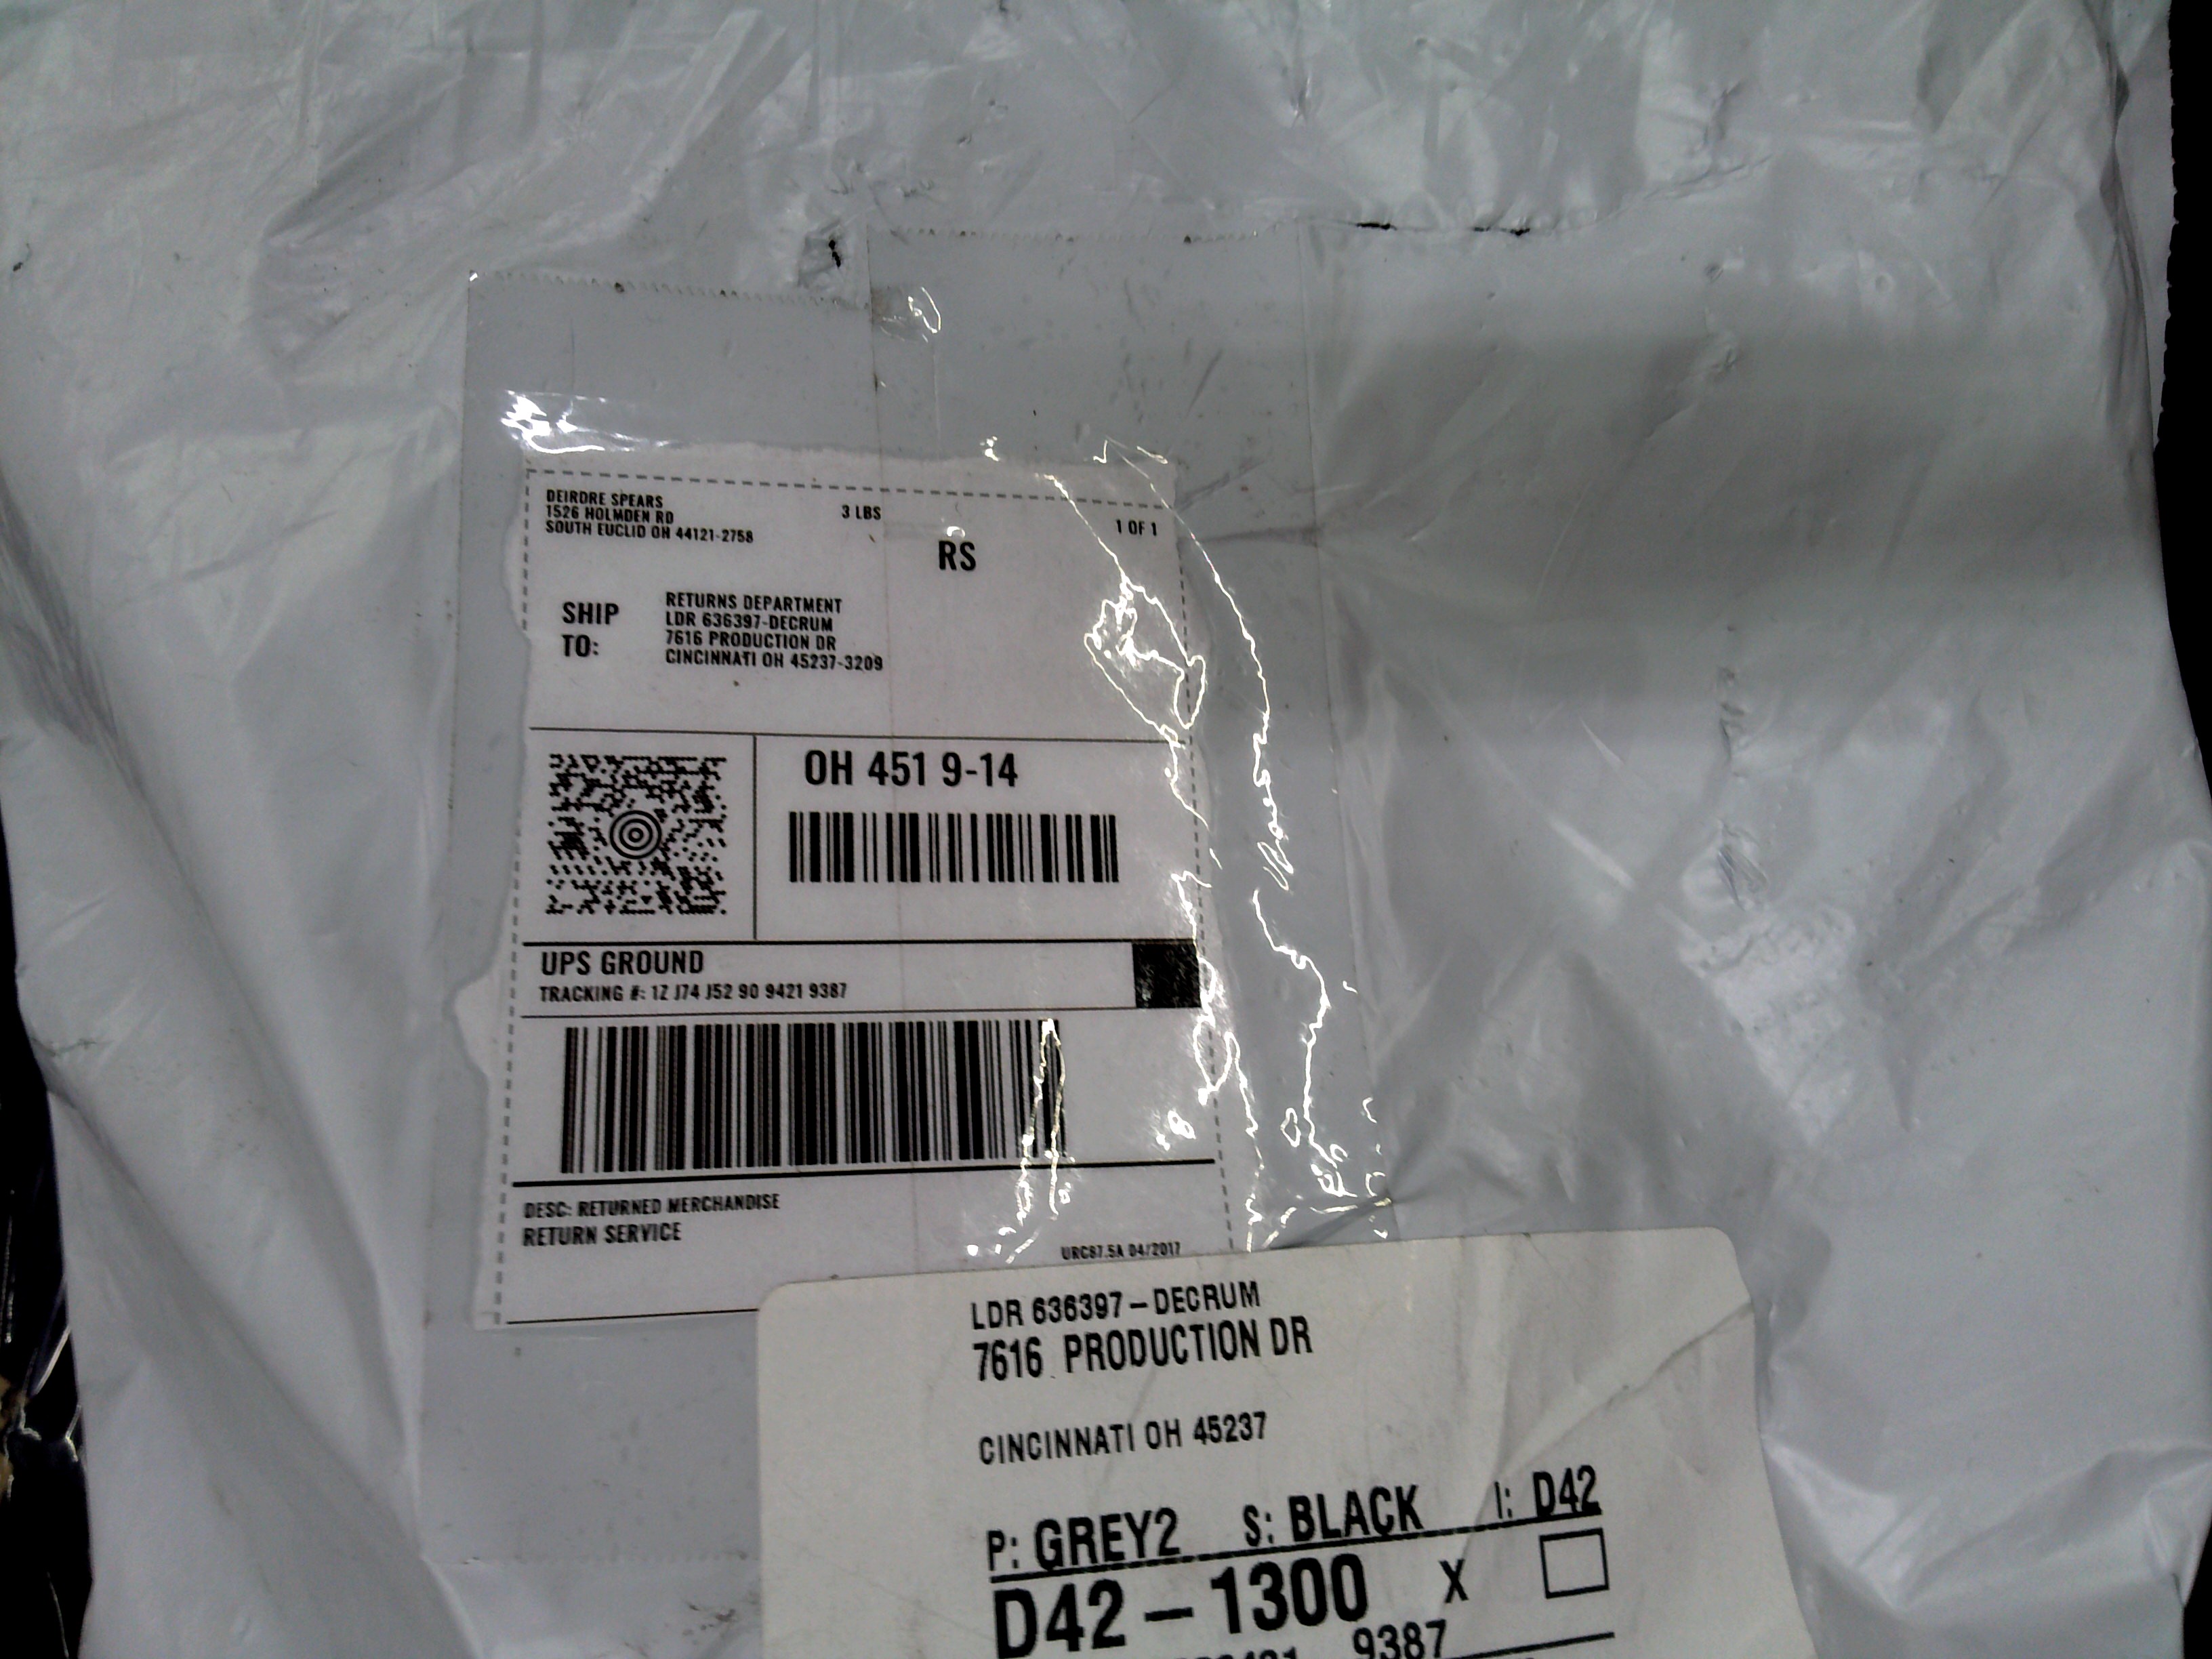 DEIRDRE SPEARS
1526 HOLMDEN RD
SOUTH EUCLID OH 44121-2758
3 LBS
1 OF 1
RS
SHIP TO:
RETURNS DEPARTMENT
LDR 636397-DECRUM
7616 PRODUCTION DR
CINCINNATI OH 45237-3209
OH 451 9-14
UPS GROUND
TRACKING #: 1Z J74 J52 90 9421 9387
DESC: RETURNED MERCHANDISE
RETURN SERVICE
URC87.5A 04/2017
LDR 636397-DECRUM
7616 PRODUCTION DR
CINCINNATI OH 45237
P: GREY2 S: BLACK I: D42
D42-1300 X
9387